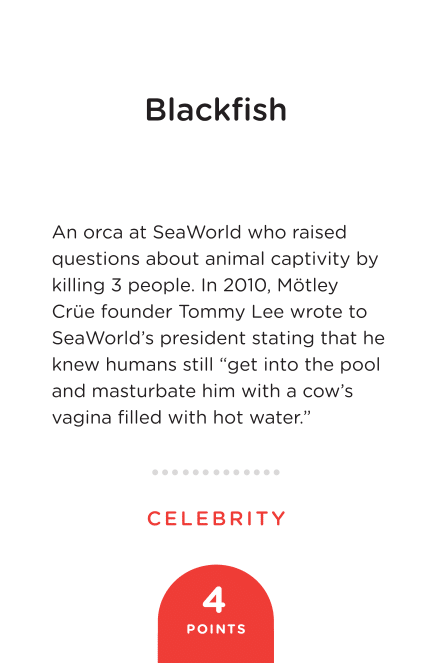 Blackfish
An orca at SeaWorld who raised
questions about animal captivity by
killing 3 people. In 2010, Mötley
Crüe founder Tommy Lee wrote to
SeaWorld’s president stating that he
knew humans still “get into the pool
and masturbate him with a cow’s
vagina filled with hot water.”
CELEBRITY
4
POINTS